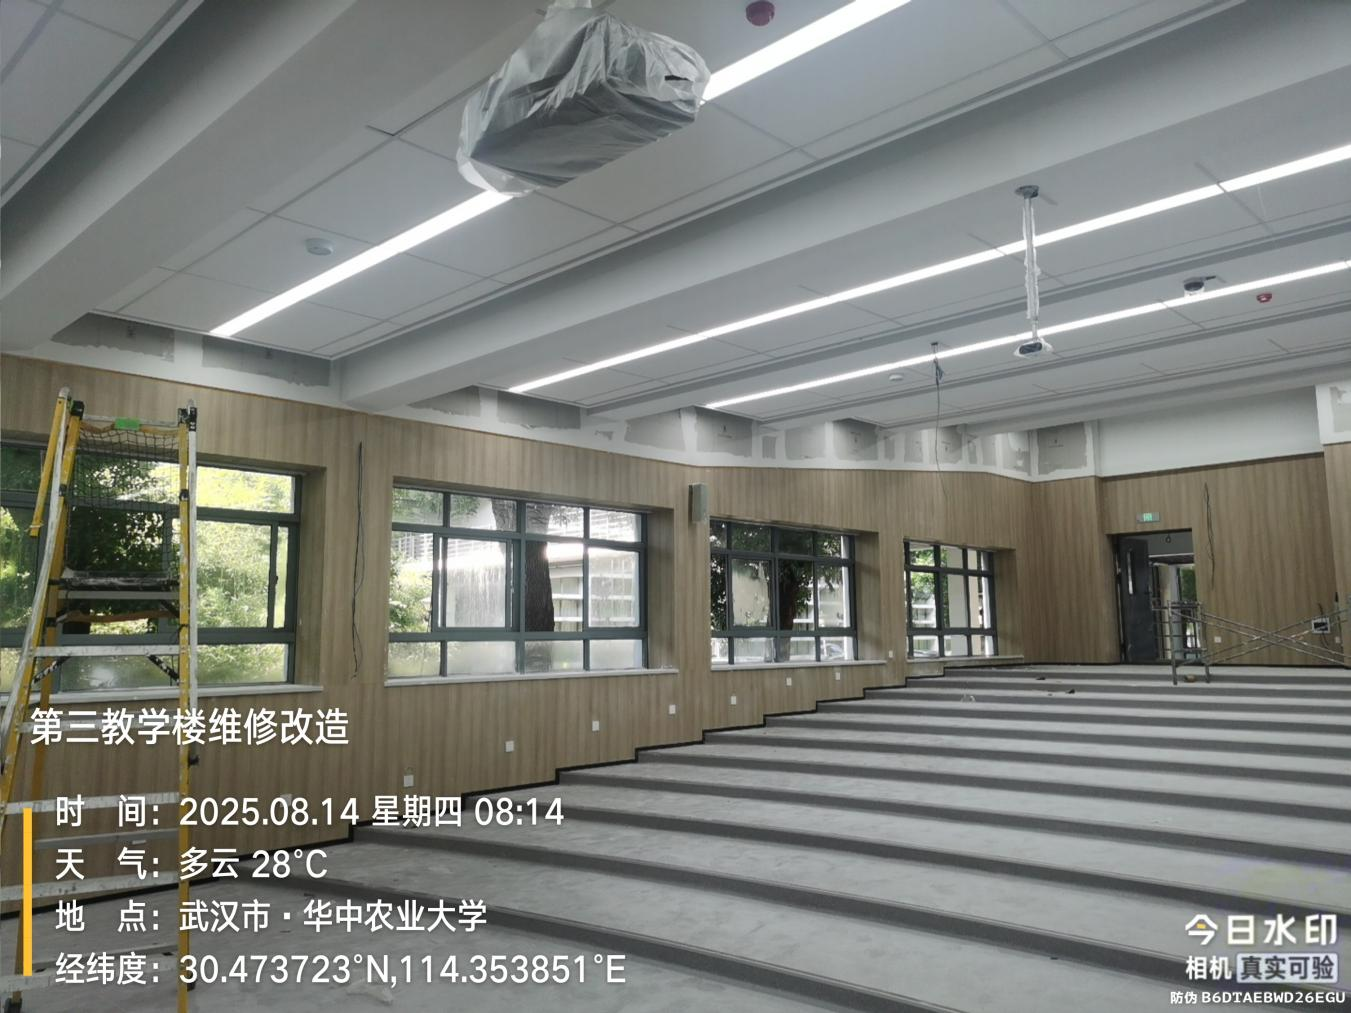 第三教学楼维修改造
时 间：2025.08.14 星期四 08:14
天 气：多云 28°C
地 点：武汉市·华中农业大学
经纬度：30.473723°N,114.353851°E
今日水印
相机 真实可验
防伪 B6DTAEBWD26EGU